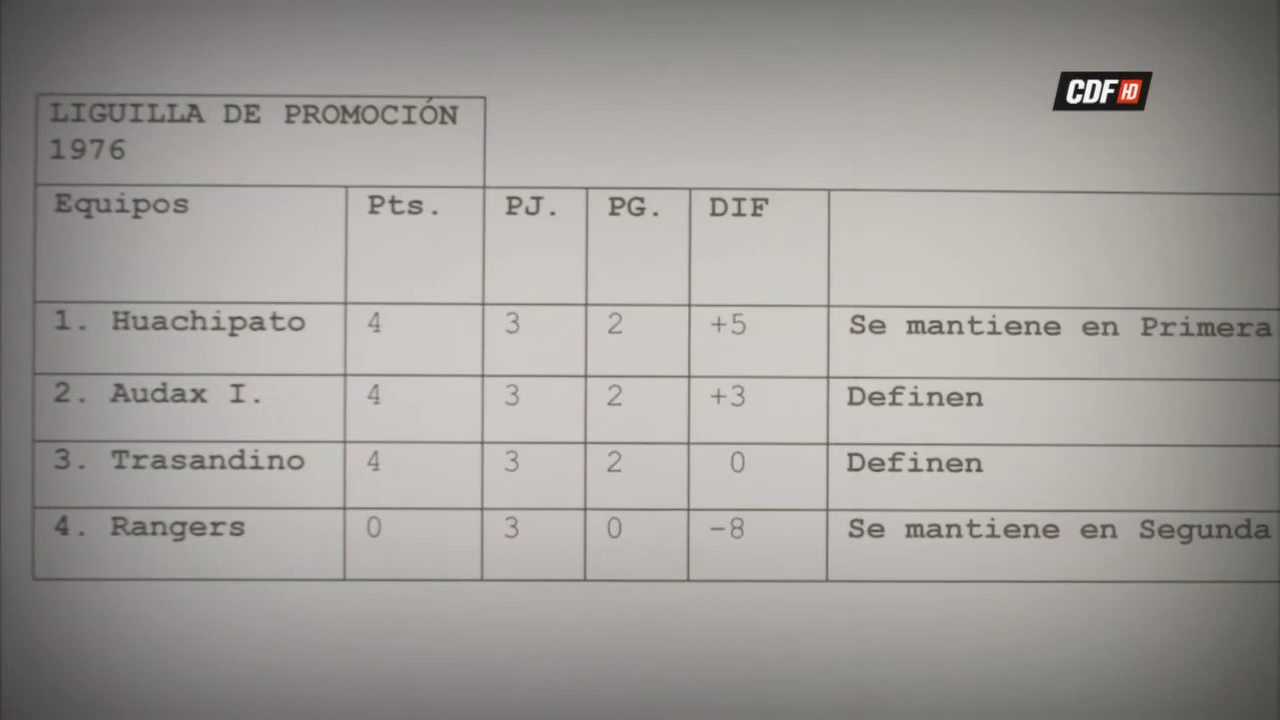 CDF HD
LIGUILLA DE PROMOCIÓN
1976
Equipos Pts. PJ. PG. DIF
1. Huachipato 4 3 2 +5 Se mantiene en Primera
2. Audax I. 4 3 2 +3 Definen
3. Trasandino 4 3 2 0 Definen
4. Rangers 0 3 0 -8 Se mantiene en Segunda